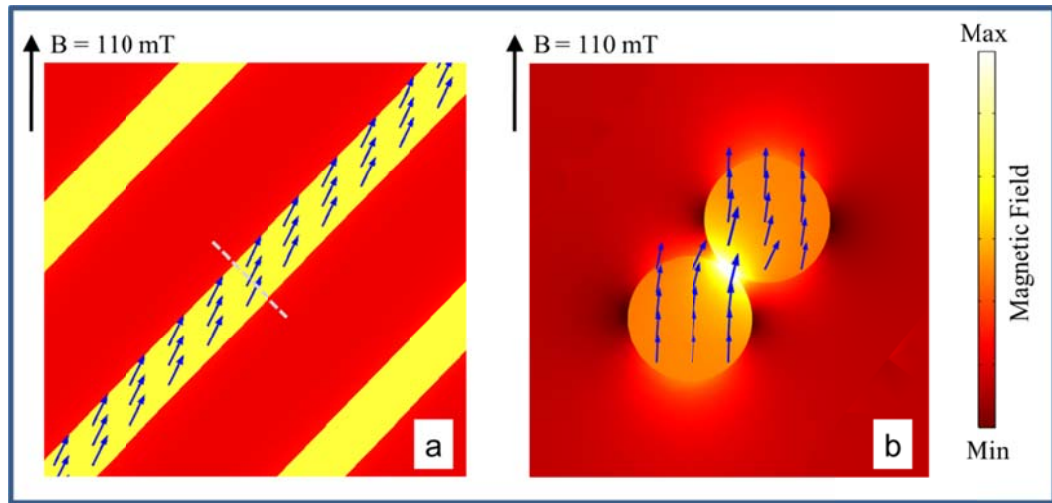 B = 110 mT
B = 110 mT
Max
Magnetic Field
Min
a
b